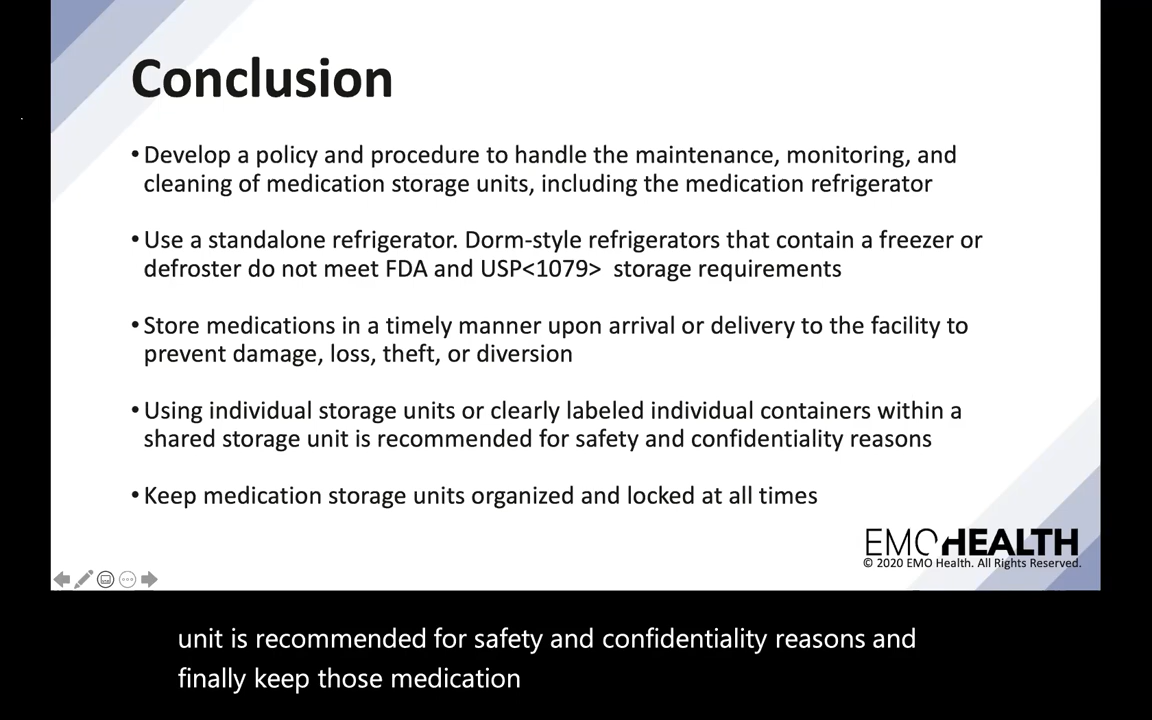 Conclusion
• Develop a policy and procedure to handle the maintenance, monitoring, and
cleaning of medication storage units, including the medication refrigerator
• Use a standalone refrigerator. Dorm-style refrigerators that contain a freezer or
defroster do not meet FDA and USP<1079>  storage requirements
• Store medications in a timely manner upon arrival or delivery to the facility to
prevent damage, loss, theft, or diversion
• Using individual storage units or clearly labeled individual containers within a
shared storage unit is recommended for safety and confidentiality reasons
• Keep medication storage units organized and locked at all times
EMO HEALTH
© 2020 EMO Health. All Rights Reserved.
unit is recommended for safety and confidentiality reasons and
finally keep those medication